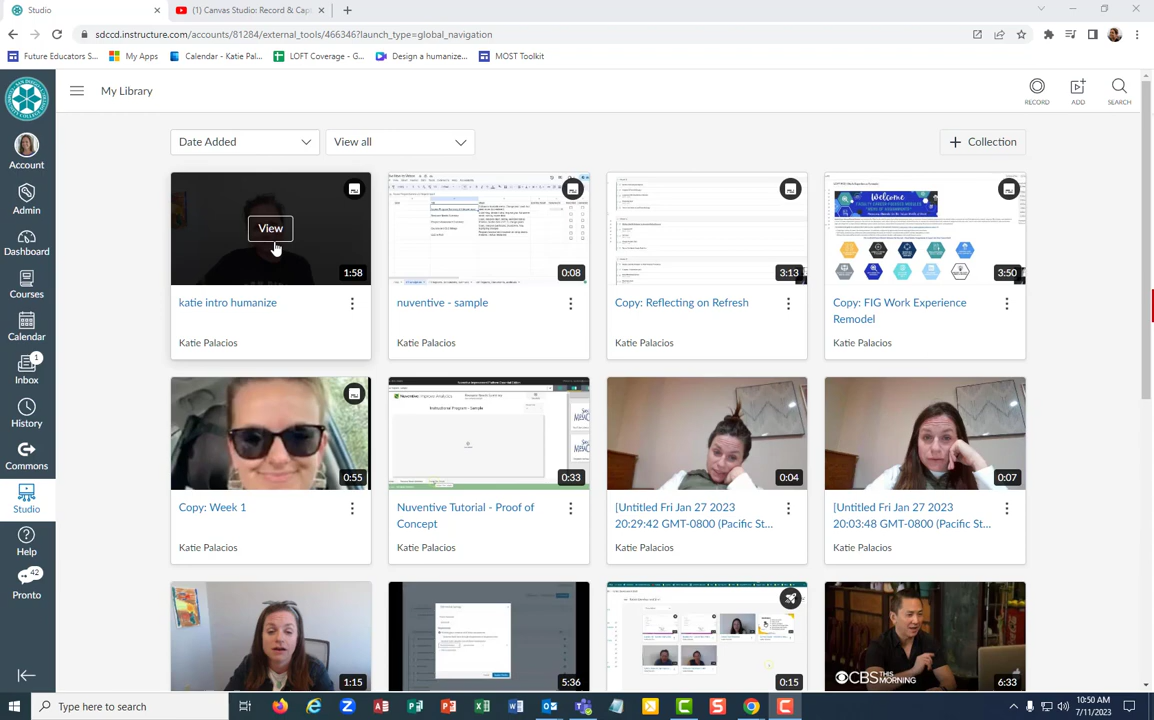 Studio
(1) Canvas Studio: Record & Cap
sdccd.instructure.com/accounts/81284/external_tools/466346?launch_type=global_navigation
Future Educators S...
My Apps
Calendar - Katie Pal...
LOFT Coverage - G...
Design a humanize...
MOST Toolkit
My Library
RECORD
ADD
SEARCH
Account
Admin
Dashboard
Courses
Calendar
1
Inbox
History
Commons
Studio
Help
42
Pronto
Date Added
View all
Collection
View
1:58
0:08
3:13
3:50
katie intro humanize
nuventive - sample
Copy: Reflecting on Refresh
Copy: FIG Work Experience
Remodel
Katie Palacios
Katie Palacios
Katie Palacios
Katie Palacios
Welcome
0:55
0:33
0:04
0:07
Copy: Week 1
Nuventive Tutorial - Proof of
Concept
[Untitled Fri Jan 27 2023
20:29:42 GMT-0800 (Pacific St...
[Untitled Fri Jan 27 2023
20:03:48 GMT-0800 (Pacific St...
Katie Palacios
Katie Palacios
Katie Palacios
Katie Palacios
1:15
5:36
0:15
CBS THIS
MORNING
6:33
Type here to search
10:50 AM
7/11/2023